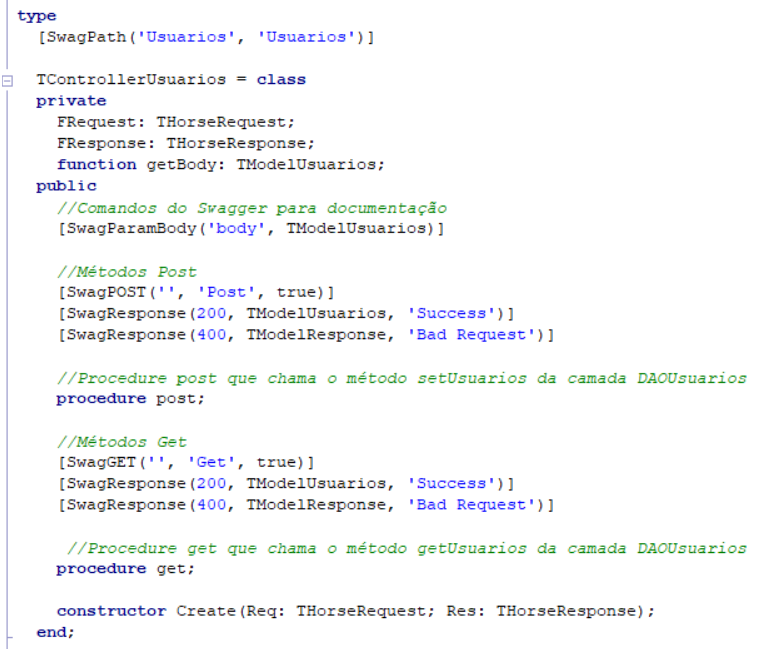 type
[SwagPath('Usuarios', 'Usuarios')]
TControllerUsuarios = class
private
FRequest: THorseRequest;
FResponse: THorseResponse;
function getBody: TModelUsuarios;
public
//Comandos do Swagger para documentação
[SwagParamBody('body', TModelUsuarios)]
//Métodos Post
[SwagPOST('', 'Post', true)]
[SwagResponse(200, TModelUsuarios, 'Success')]
[SwagResponse(400, TModelResponse, 'Bad Request')]
//Procedure post que chama o método setUsuarios da camada DAOUsuarios
procedure post;
//Métodos Get
[SwagGET('', 'Get', true)]
[SwagResponse(200, TModelUsuarios, 'Success')]
[SwagResponse(400, TModelResponse, 'Bad Request')]
//Procedure get que chama o método getUsuarios da camada DAOUsuarios
procedure get;
constructor Create(Req: THorseRequest; Res: THorseResponse);
end;